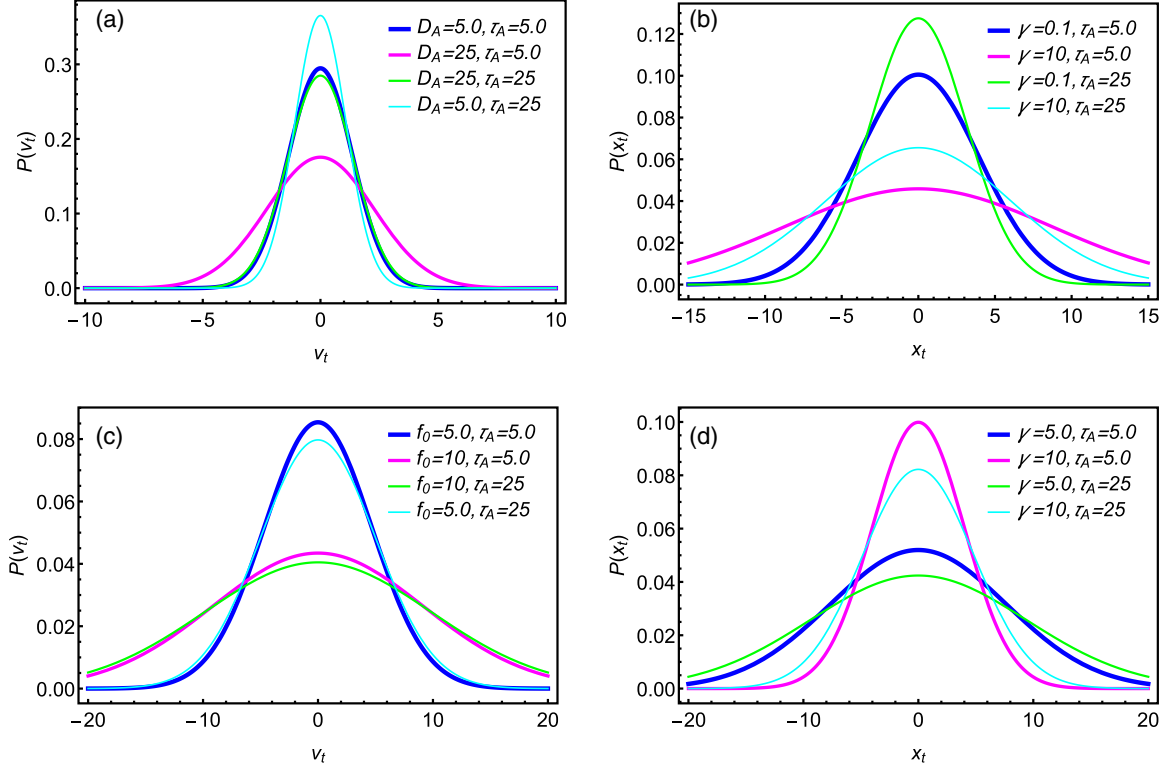 (a)
D_A=5.0, τ_A=5.0
D_A=25, τ_A=5.0
D_A=25, τ_A=25
D_A=5.0, τ_A=25
P(v_t)
0.3
0.2
0.1
0.0
−10 −5 0 5 10
v_t
(b)
γ=0.1, τ_A=5.0
γ=10, τ_A=5.0
γ=0.1, τ_A=25
γ=10, τ_A=25
P(x_t)
0.12
0.10
0.08
0.06
0.04
0.02
0.00
−15 −10 −5 0 5 10 15
x_t
(c)
f_0=5.0, τ_A=5.0
f_0=10, τ_A=5.0
f_0=10, τ_A=25
f_0=5.0, τ_A=25
P(v_t)
0.08
0.06
0.04
0.02
0.00
−20 −10 0 10 20
v_t
(d)
γ=5.0, τ_A=5.0
γ=10, τ_A=5.0
γ=5.0, τ_A=25
γ=10, τ_A=25
P(x_t)
0.10
0.08
0.06
0.04
0.02
0.00
−20 −10 0 10 20
x_t